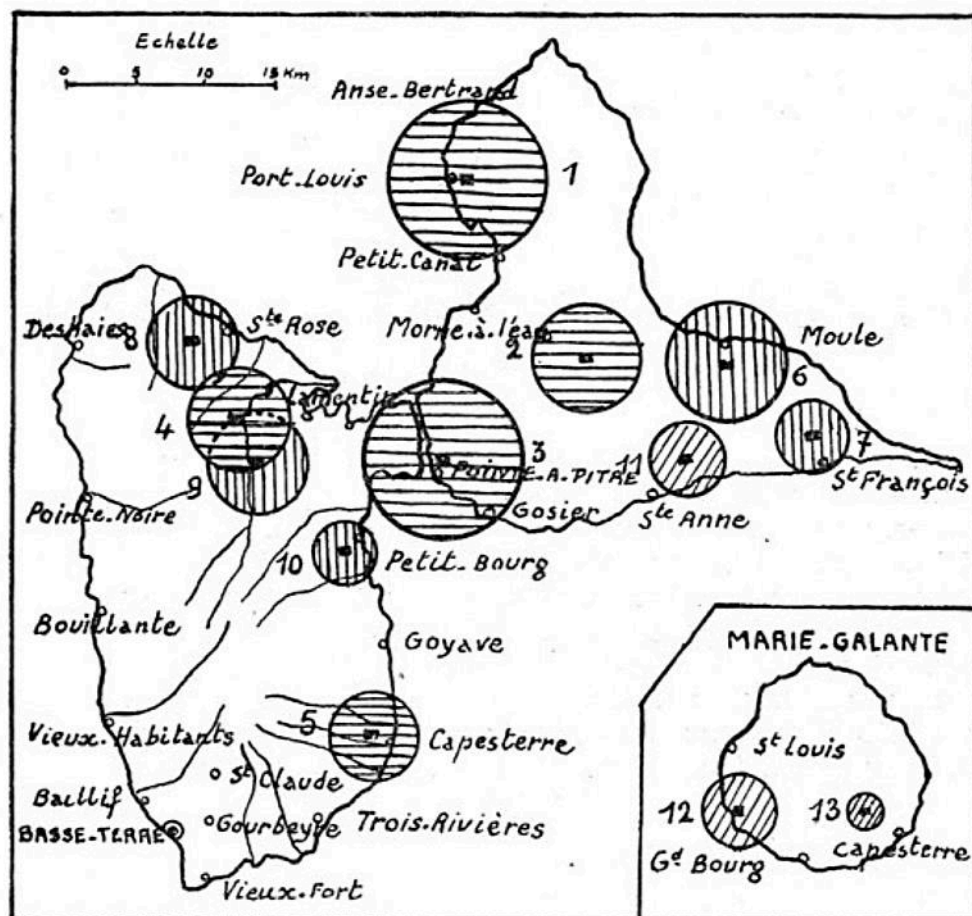 Echelle
0 5 10 15 Km
Anse-Bertrand
Port-Louis
1
Petit-Canal
Deshaies
8
Ste Rose
Morne-à-l'eau
2
Moule
6
4
Lamentin
3
POINTE-A-PITRE
11
7
St François
9
Pointe-Noire
Gosier
Ste Anne
10
Petit-Bourg
Bouillante
Goyave
MARIE-GALANTE
5
Vieux-Habitants
Capesterre
St Louis
St Claude
Baillif
12
13
BASSE-TERRE
Gourbeyre
Trois-Rivières
Capesterre
Gd Bourg
Vieux-Fort